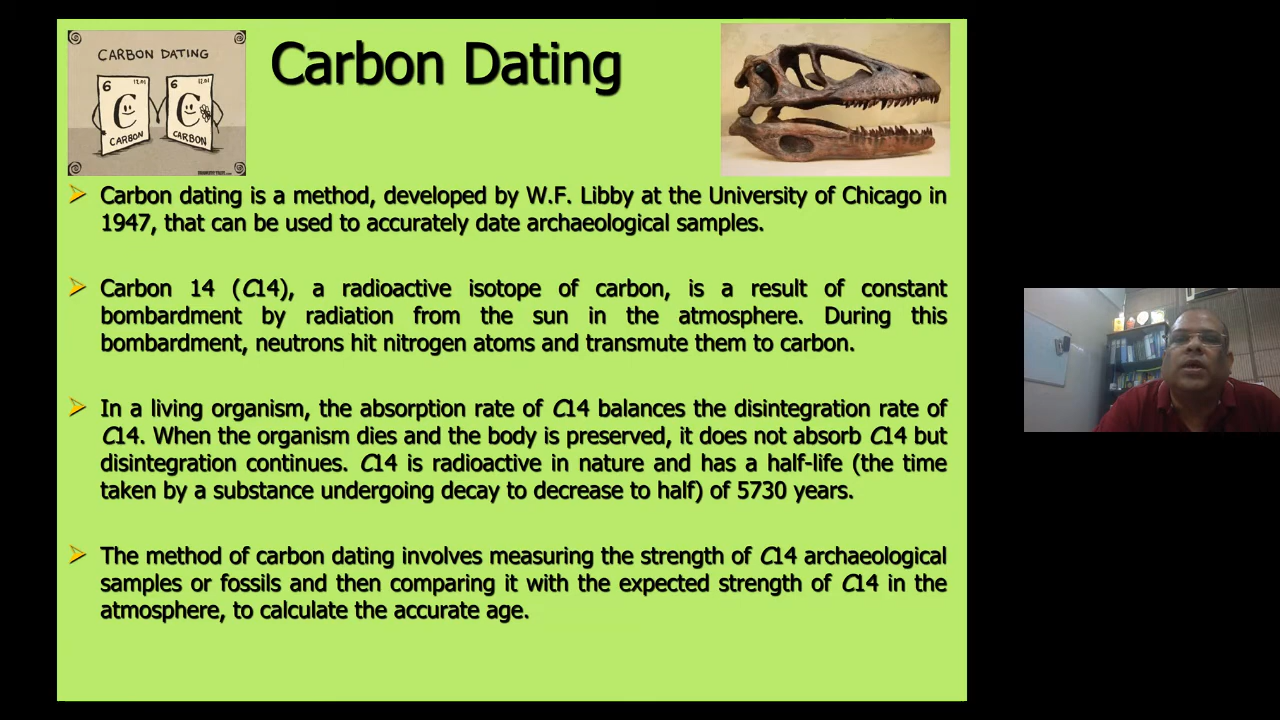 CARBON DATING
6 12.01 6 12.01
C C
CARBON CARBON
Carbon Dating
Carbon dating is a method, developed by W.F. Libby at the University of Chicago in
1947, that can be used to accurately date archaeological samples.
Carbon 14 (C14), a radioactive isotope of carbon, is a result of constant
bombardment by radiation from the sun in the atmosphere. During this
bombardment, neutrons hit nitrogen atoms and transmute them to carbon.
In a living organism, the absorption rate of C14 balances the disintegration rate of
C14. When the organism dies and the body is preserved, it does not absorb C14 but
disintegration continues. C14 is radioactive in nature and has a half-life (the time
taken by a substance undergoing decay to decrease to half) of 5730 years.
The method of carbon dating involves measuring the strength of C14 archaeological
samples or fossils and then comparing it with the expected strength of C14 in the
atmosphere, to calculate the accurate age.